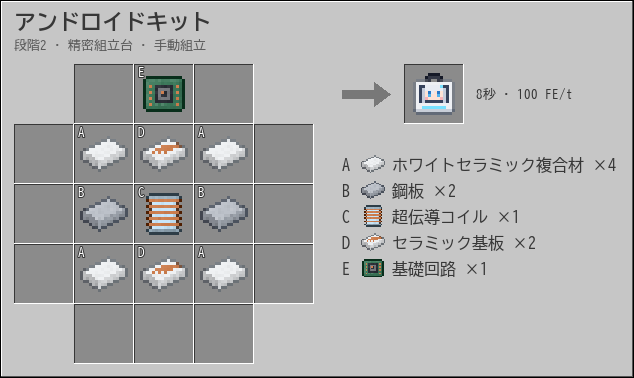 アンドロイドキット
段階2 · 精密組立台 · 手動組立
E
8秒 · 100 FE/t
A D A
B C B
A D A
A ホワイトセラミック複合材 ×4
B 鋼板 ×2
C 超伝導コイル ×1
D セラミック基板 ×2
E 基礎回路 ×1